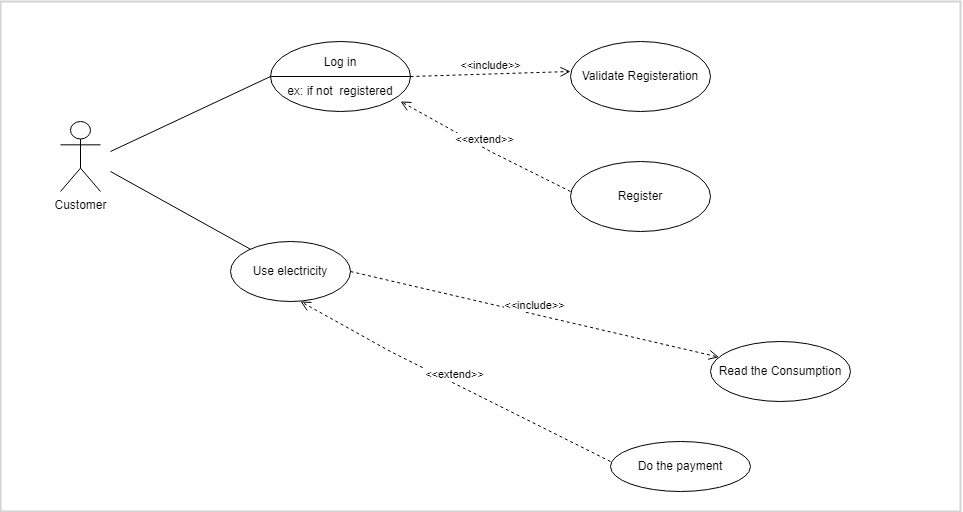 Log in
ex: if not registered
<<include>>
Validate Registeration
<<extend>>
Register
Customer
Use electricity
<<include>>
Read the Consumption
<<extend>>
Do the payment